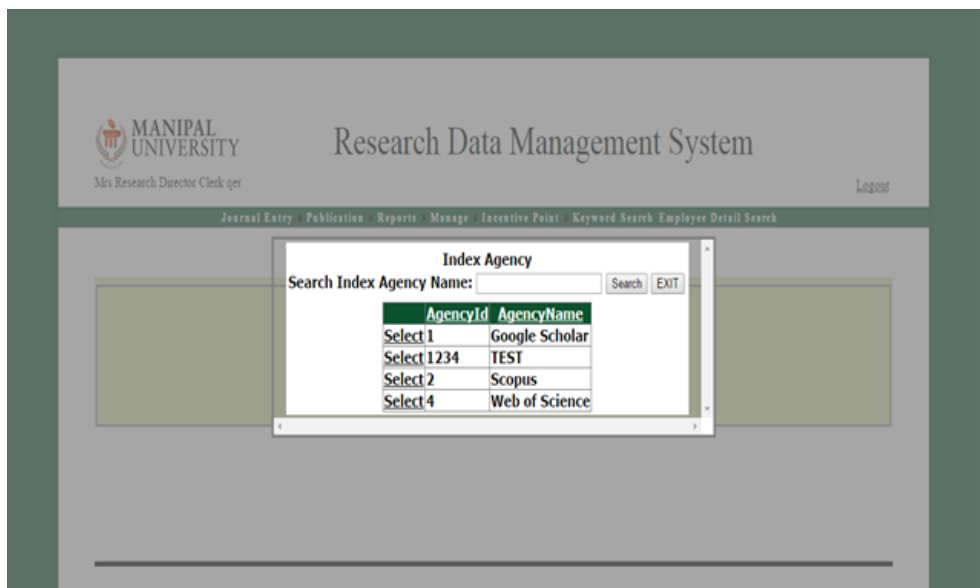 MANIPAL
UNIVERSITY
Research Data Management System
Mrs Research Director Clerk qer
Logout
Journal Entry Publication Reports Manage Incentive Point Keyword Search Employee Detail Search
Index Agency
Search Index Agency Name: Search EXIT
AgencyId AgencyName
Select 1 Google Scholar
Select 1234 TEST
Select 2 Scopus
Select 4 Web of Science